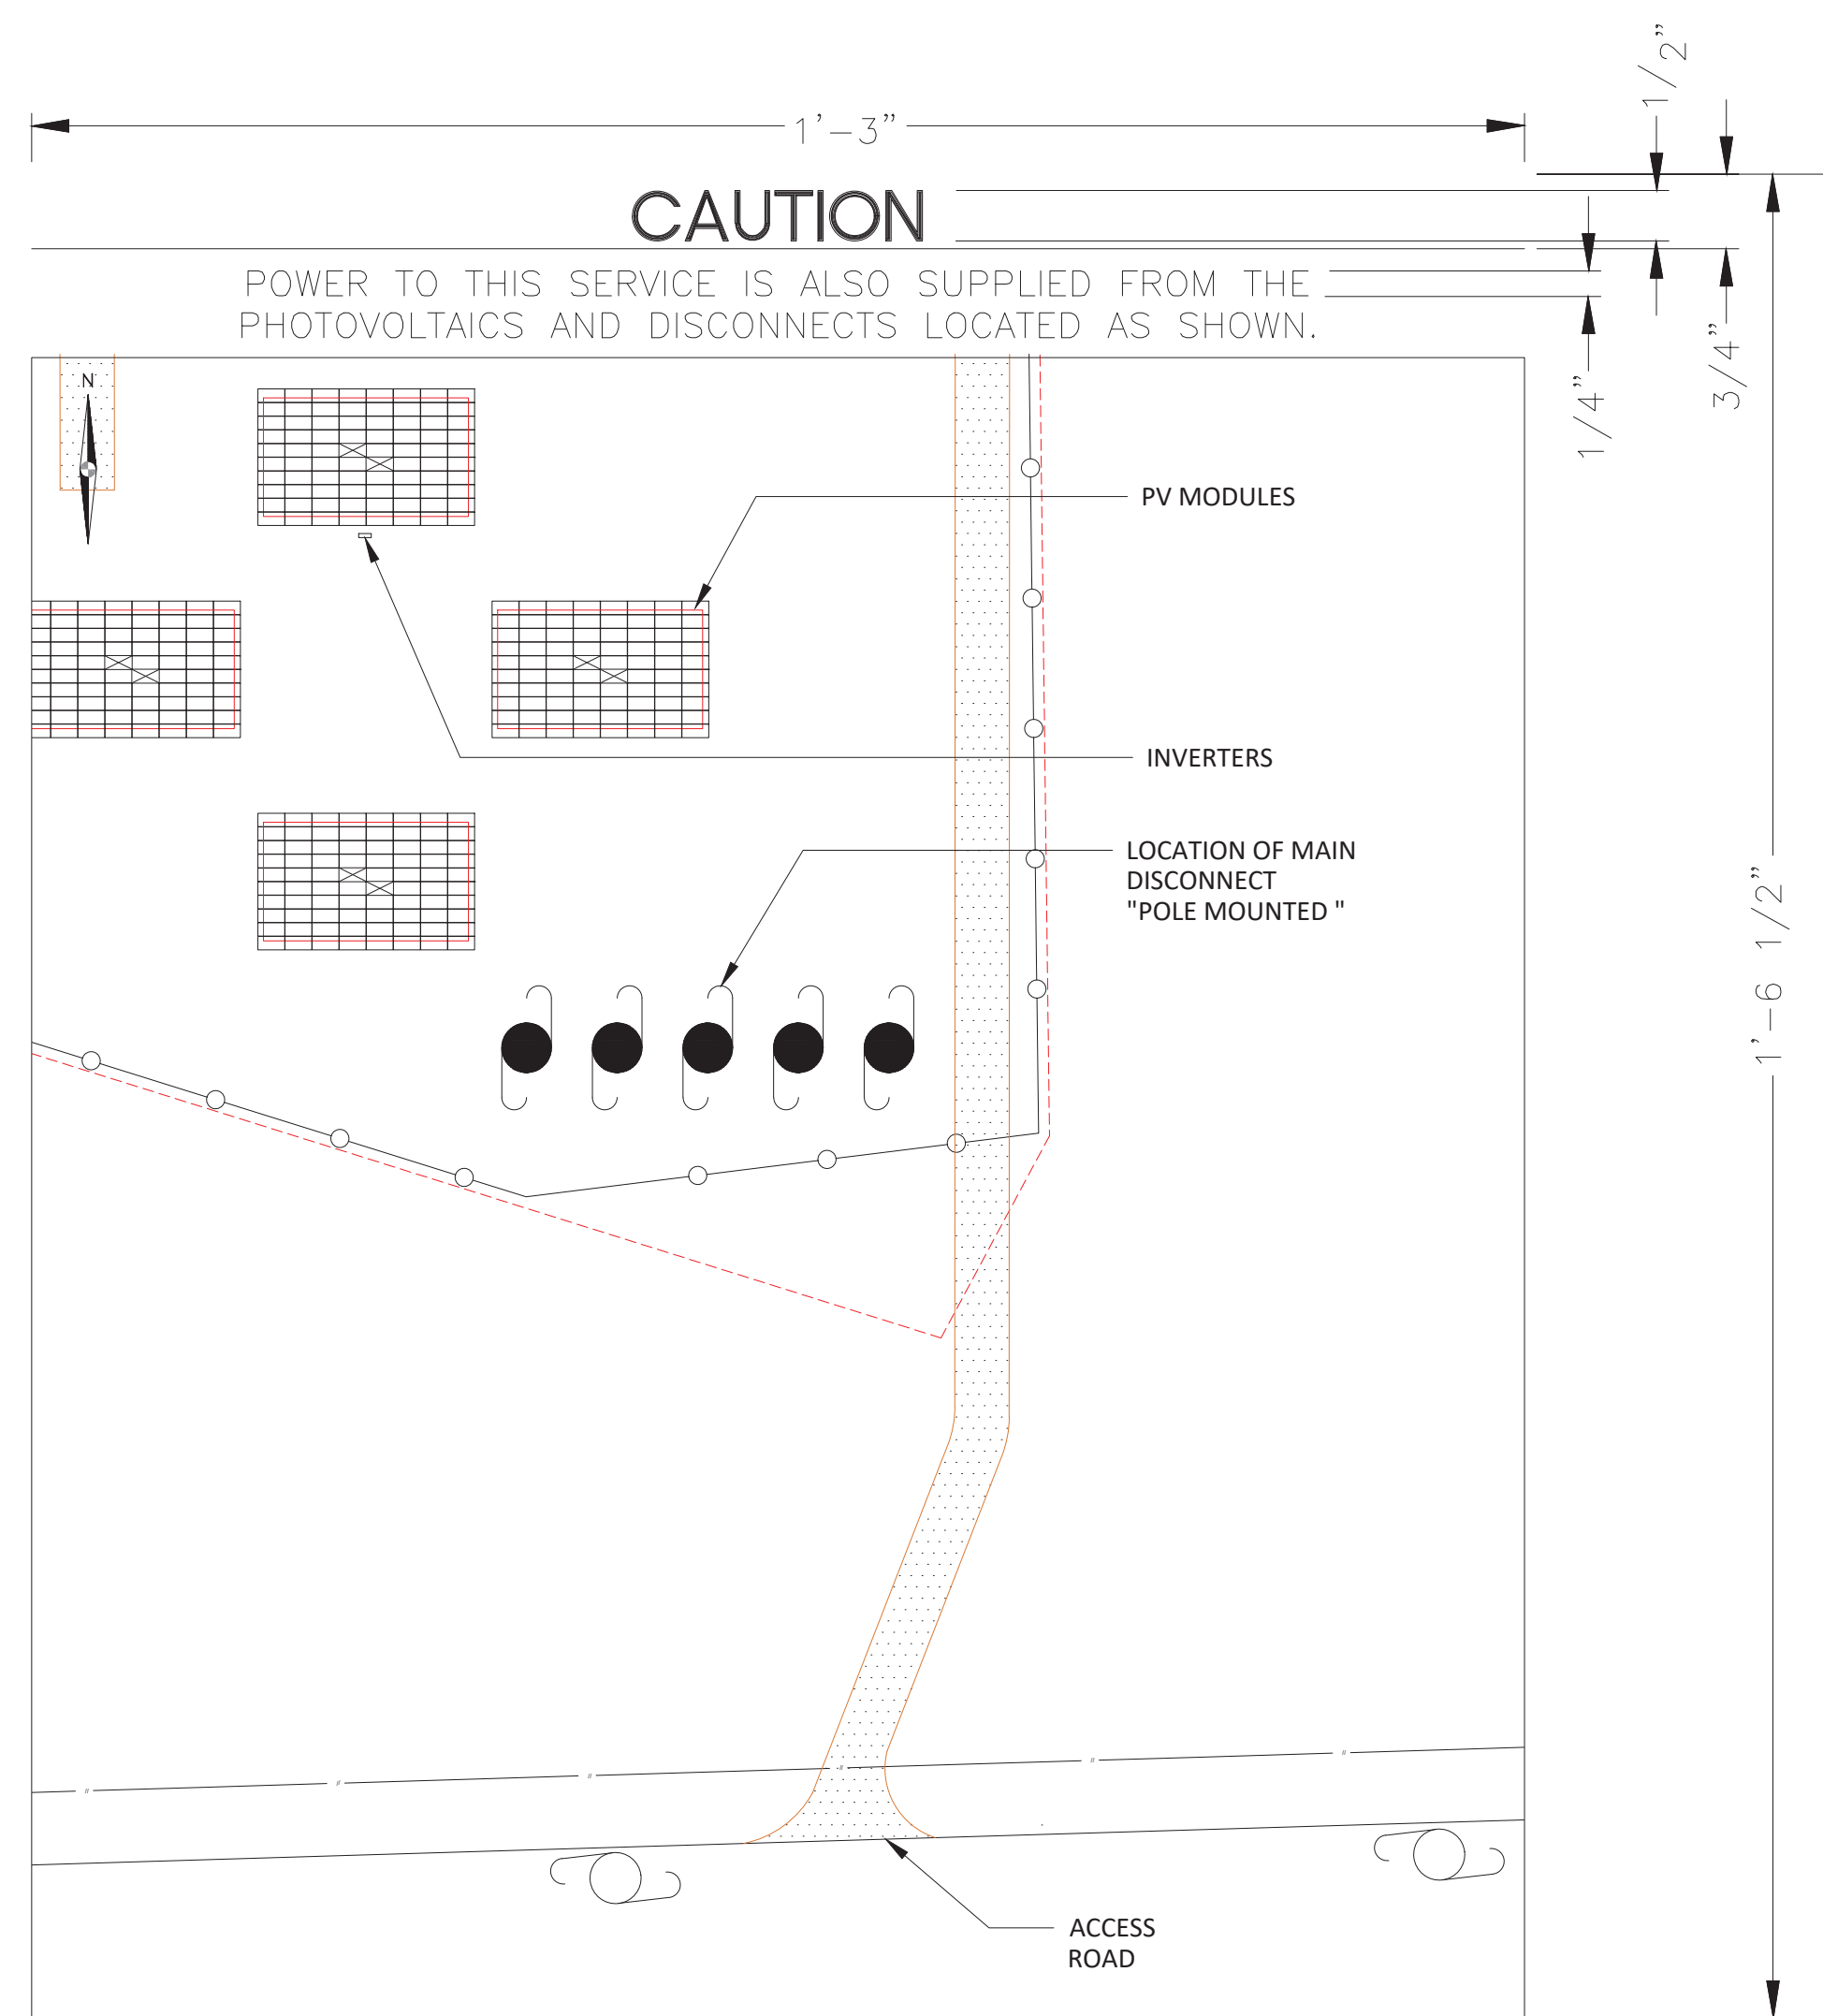 1/2"
1'-3"
CAUTION
POWER TO THIS SERVICE IS ALSO SUPPLIED FROM THE
PHOTOVOLTAICS AND DISCONNECTS LOCATED AS SHOWN.
1/4"
3/4"
N
PV MODULES
INVERTERS
LOCATION OF MAIN
DISCONNECT
"POLE MOUNTED "
1'-6 1/2"
ACCESS
ROAD